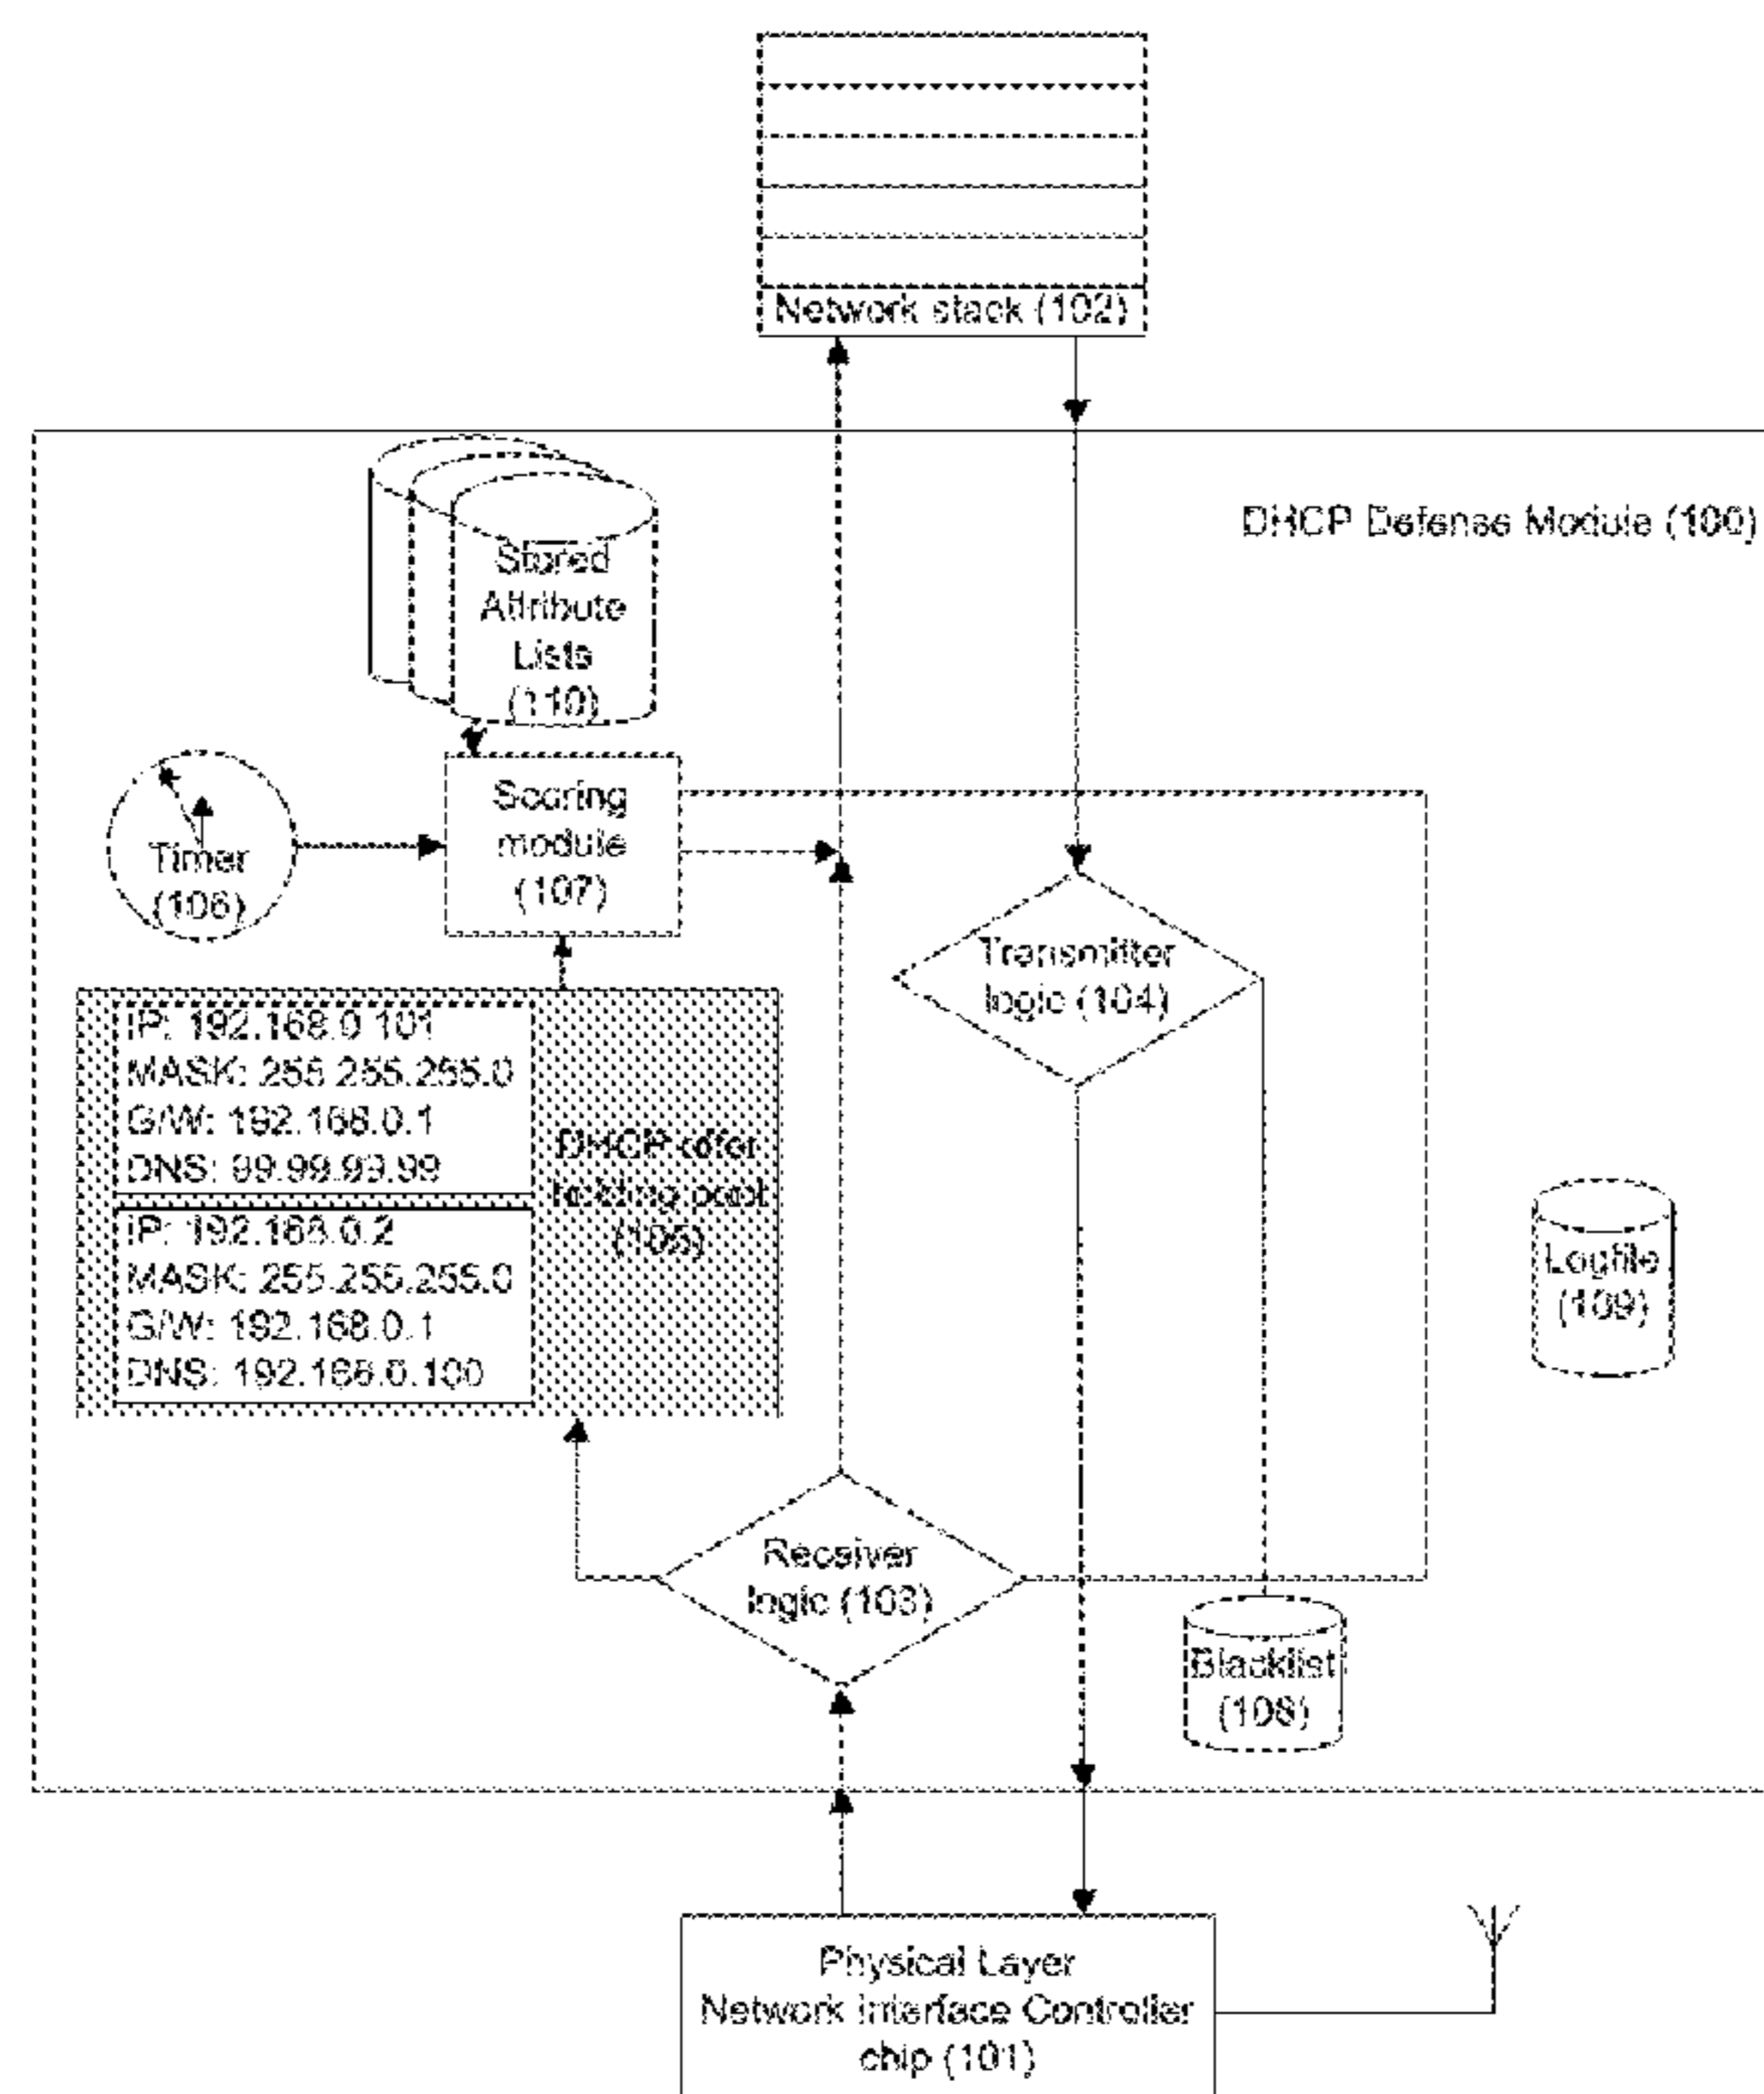 Network stack (102)
DHCP Defense Module (100)
Stored
Attribute
Lists
(110)
Scoring
module
(107)
Timer
(106)
Transmitter
logic (104)
IP: 192.168.0.101
MASK: 255.255.255.0
G/W: 192.168.0.1
DNS: 99.99.99.99
DHCP offer
holding pool
(105)
IP: 192.168.0.2
MASK: 255.255.255.0
G/W: 192.168.0.1
DNS: 192.168.0.100
Logfile
(109)
Receiver
logic (103)
Blacklist
(108)
Physical Layer
Network Interface Controller
chip (101)